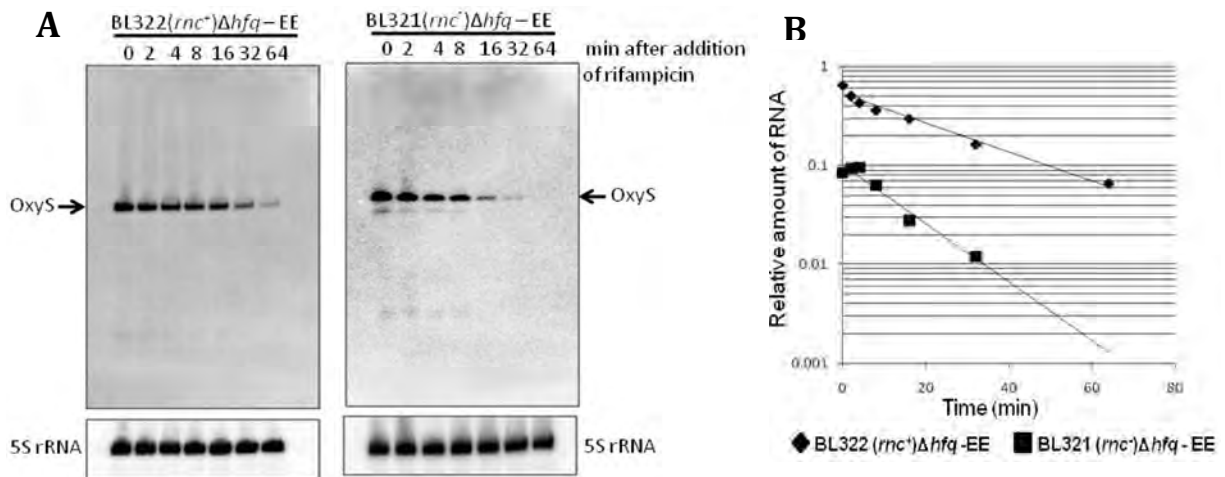 A
BL322(rnc⁺)Δhfq – EE
0 2 4 8 16 32 64
BL321(rnc⁻)Δhfq – EE
0 2 4 8 16 32 64
min after addition
of rifampicin
OxyS
OxyS
5S rRNA
5S rRNA
B
Relative amount of RNA
1
0.1
0.01
0.001
0 20 40 60 80
Time (min)
BL322 (rnc⁺)Δhfq -EE
BL321 (rnc⁻)Δhfq -EE